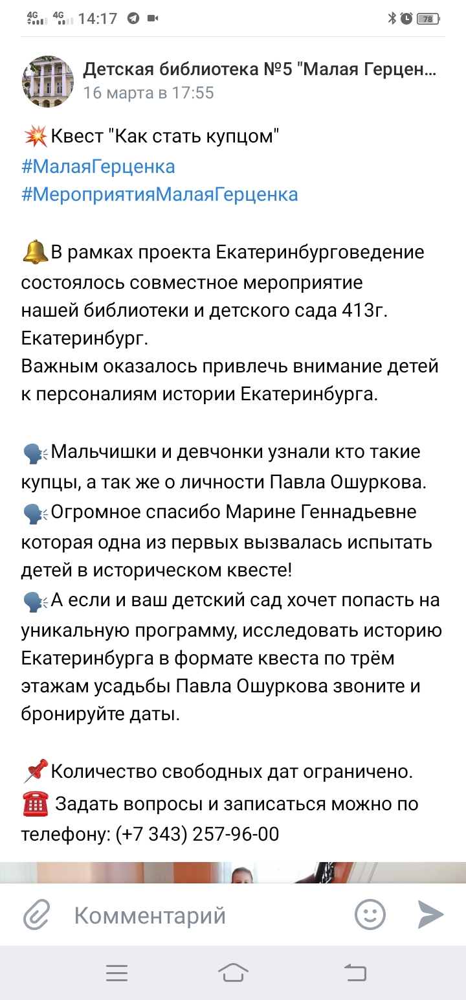 4G 4G 14:17 78
Детская библиотека №5 "Малая Герцен...
16 марта в 17:55
💥Квест "Как стать купцом"
#МалаяГерценка
#МероприятияМалаяГерценка
🔔В рамках проекта Екатеринбурговедение
состоялось совместное мероприятие
нашей библиотеки и детского сада 413г.
Екатеринбург.
Важным оказалось привлечь внимание детей
к персоналиям истории Екатеринбурга.
🗣Мальчишки и девчонки узнали кто такие
купцы, а так же о личности Павла Ошуркова.
🗣Огромное спасибо Марине Геннадьевне
которая одна из первых вызвалась испытать
детей в историческом квесте!
🗣А если и ваш детский сад хочет попасть на
уникальную программу, исследовать историю
Екатеринбурга в формате квеста по трём
этажам усадьбы Павла Ошуркова звоните и
бронируйте даты.
📌Количество свободных дат ограничено.
☎ Задать вопросы и записаться можно по
телефону: (+7 343) 257-96-00
Комментарий